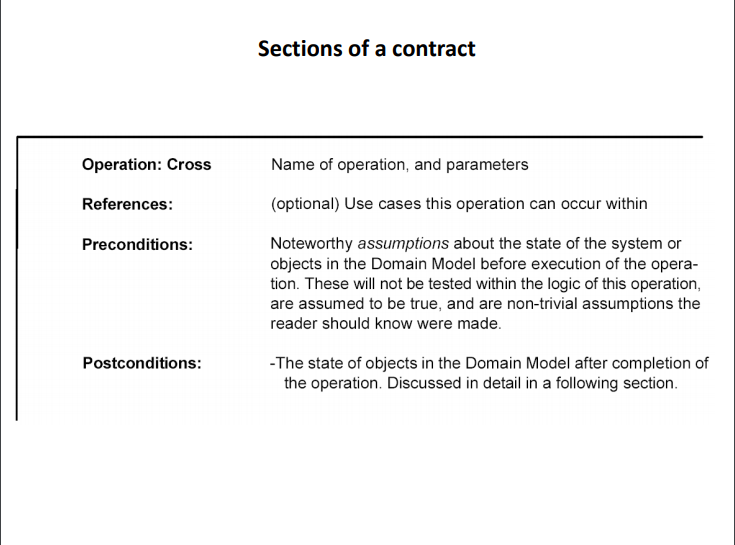 Sections of a contract
Operation: Cross Name of operation, and parameters
References: (optional) Use cases this operation can occur within
Preconditions: Noteworthy assumptions about the state of the system or
objects in the Domain Model before execution of the opera-
tion. These will not be tested within the logic of this operation,
are assumed to be true, and are non-trivial assumptions the
reader should know were made.
Postconditions: -The state of objects in the Domain Model after completion of
the operation. Discussed in detail in a following section.